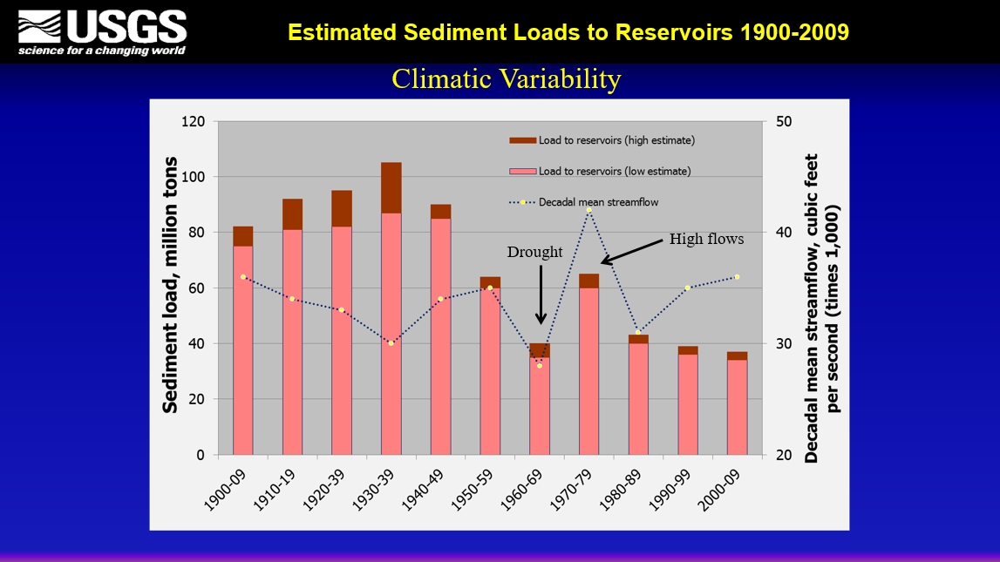 USGS
science for a changing world
Estimated Sediment Loads to Reservoirs 1900-2009
Climatic Variability
120
100
80
60
40
20
0
Sediment load, million tons
Load to reservoirs (high estimate)
Load to reservoirs (low estimate)
Decadal mean streamflow
Drought
High flows
50
40
30
20
Decadal mean streamflow, cubic feet
per second (times 1,000)
1900-09
1910-19
1920-39
1930-39
1940-49
1950-59
1960-69
1970-79
1980-89
1990-99
2000-09